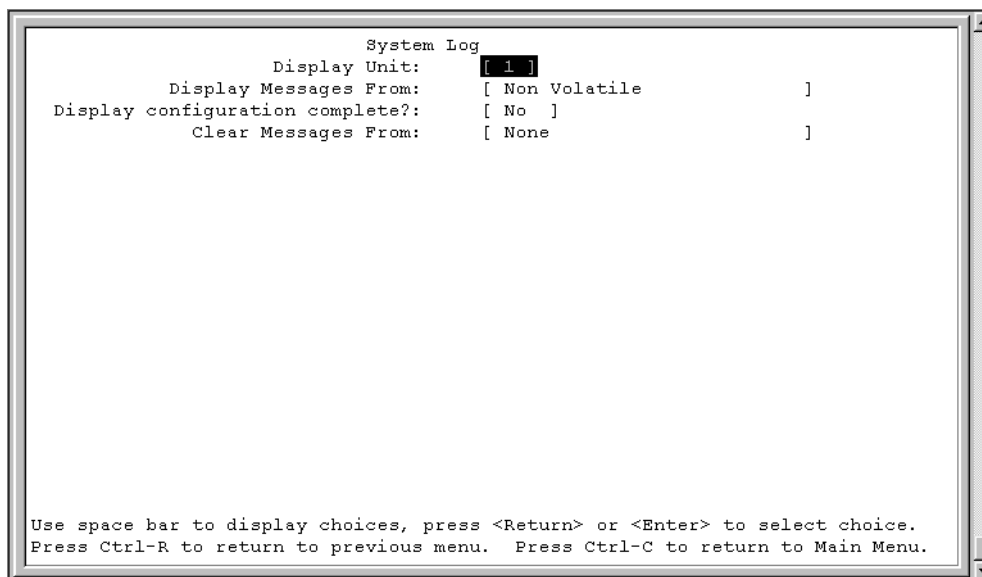 System Log
Display Unit: [ 1 ]
Display Messages From: [ Non Volatile ]
Display configuration complete?: [ No ]
Clear Messages From: [ None ]
Use space bar to display choices, press <Return> or <Enter> to select choice.
Press Ctrl-R to return to previous menu. Press Ctrl-C to return to Main Menu.